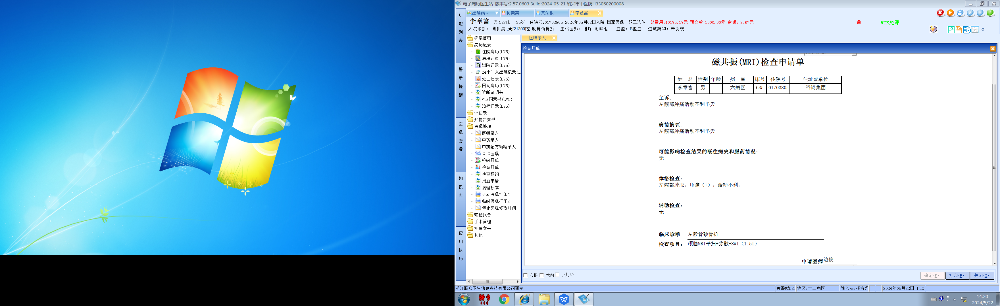 电子病历医生站 版本号:2.57.0603 Build:2024-05-21 绍兴市中医院H33060200008
功能列表
警示提醒
医嘱套餐
知识库
使用技巧
出院病人
何美英
黄荣根
李章富
李章富 男 527床 85岁 住院号:01703805 2024年05月03日入院 国家医保 职工退休 总费用:40195.19元 预交款:1000.00元 余额: 2.67元
急
VTE免评
入院诊断: 骨折病 ,★[21300]左 股骨颈骨折 主治医师: 谢峰 谢峰组 血型: B型血 过敏药物: 未发现
病案首页
病历记录
住院病历(LV5)
病程记录(LV5)
出院记录(LV5)
24小时入出院记录(L
死亡记录(LV5)
日间病历(LV5)
诊断证明书
VTE同意书(LV5)
治疗记录(LV5)
评估表
知情告知书
医嘱处理
医嘱录入
中药录入
中药配方颗粒录入
会诊医嘱
检验开单
检查开单
检查预约
用血申请
病理标本
长期医嘱打印2
临时医嘱打印2
停止医嘱修改时间
辅检报告
手术管理
护理文书
其他
医嘱录入
检查开单
磁共振(MRI)检查申请单
姓 名 性别 年龄 病 室 床号 住院号 住址或单位
李章富 男 六病区 635 01703805 绍钢集团
主诉:
左髋部肿痛活动不利半天
病情摘要:
左髋部肿痛活动不利半天
可能影响检查结果的既往病史和服药情况:
无
体格检查:
左髋部肿胀, 压痛（+）, 活动不利,
辅助检查:
无
临床诊断 左股骨颈骨折
检查项目: 颅脑MRI平扫+弥散+SWI（1.5T）
申请医师 边俊
心脏 术前 小儿科
确定(E) 打印(P) 关闭(C)
浙江联众卫生信息科技有限公司研制
黄奉献D3: 病区:十二病区 输入法:拼音码 2024年05月22日 14点
14:20
2024/5/22